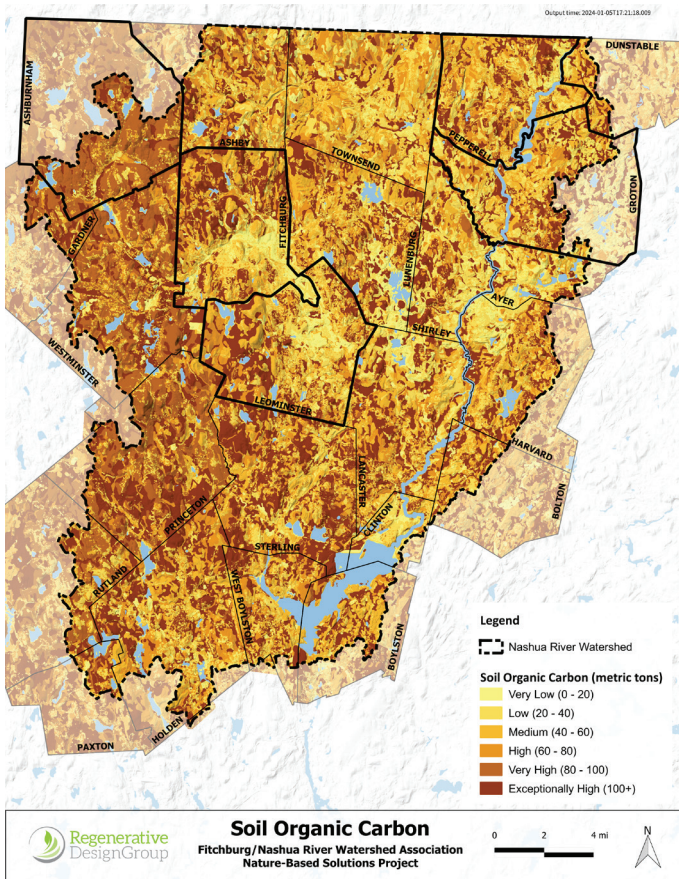 Output time: 2024-01-05T17:21:18.009
DUNSTABLE
ASHBURNHAM
PEPPERELL
ASHBY
TOWNSEND
GROTON
FITCHBURG
GARDNER
LUNENBURG
AYER
SHIRLEY
WESTMINSTER
LEOMINSTER
HARVARD
LANCASTER
BOLTON
CLINTON
PRINCETON
STERLING
RUTLAND
WEST BOYLSTON
BOYLSTON
HOLDEN
PAXTON
Legend
Nashua River Watershed
Soil Organic Carbon (metric tons)
Very Low (0 - 20)
Low (20 - 40)
Medium (40 - 60)
High (60 - 80)
Very High (80 - 100)
Exceptionally High (100+)
Regenerative
DesignGroup
Soil Organic Carbon
Fitchburg/Nashua River Watershed Association
Nature-Based Solutions Project
0 2 4 mi
N